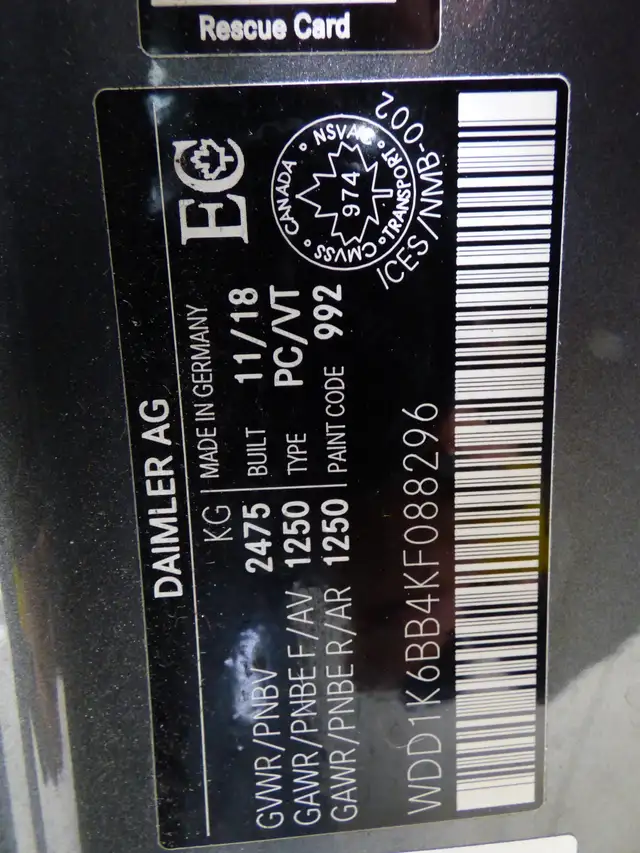 Rescue Card
DAIMLER AG
KG MADE IN GERMANY
GVWR/PNBV 2475 BUILT 11/18
GAWR/PNBE F/AV 1250 TYPE PC/VT
GAWR/PNBE R/AR 1250 PAINT CODE 992
EC
CANADA • NSVAC • TRANSPORT • CMVSS •
974
ICES/NMB-002
WDD1K6BB4KF088296